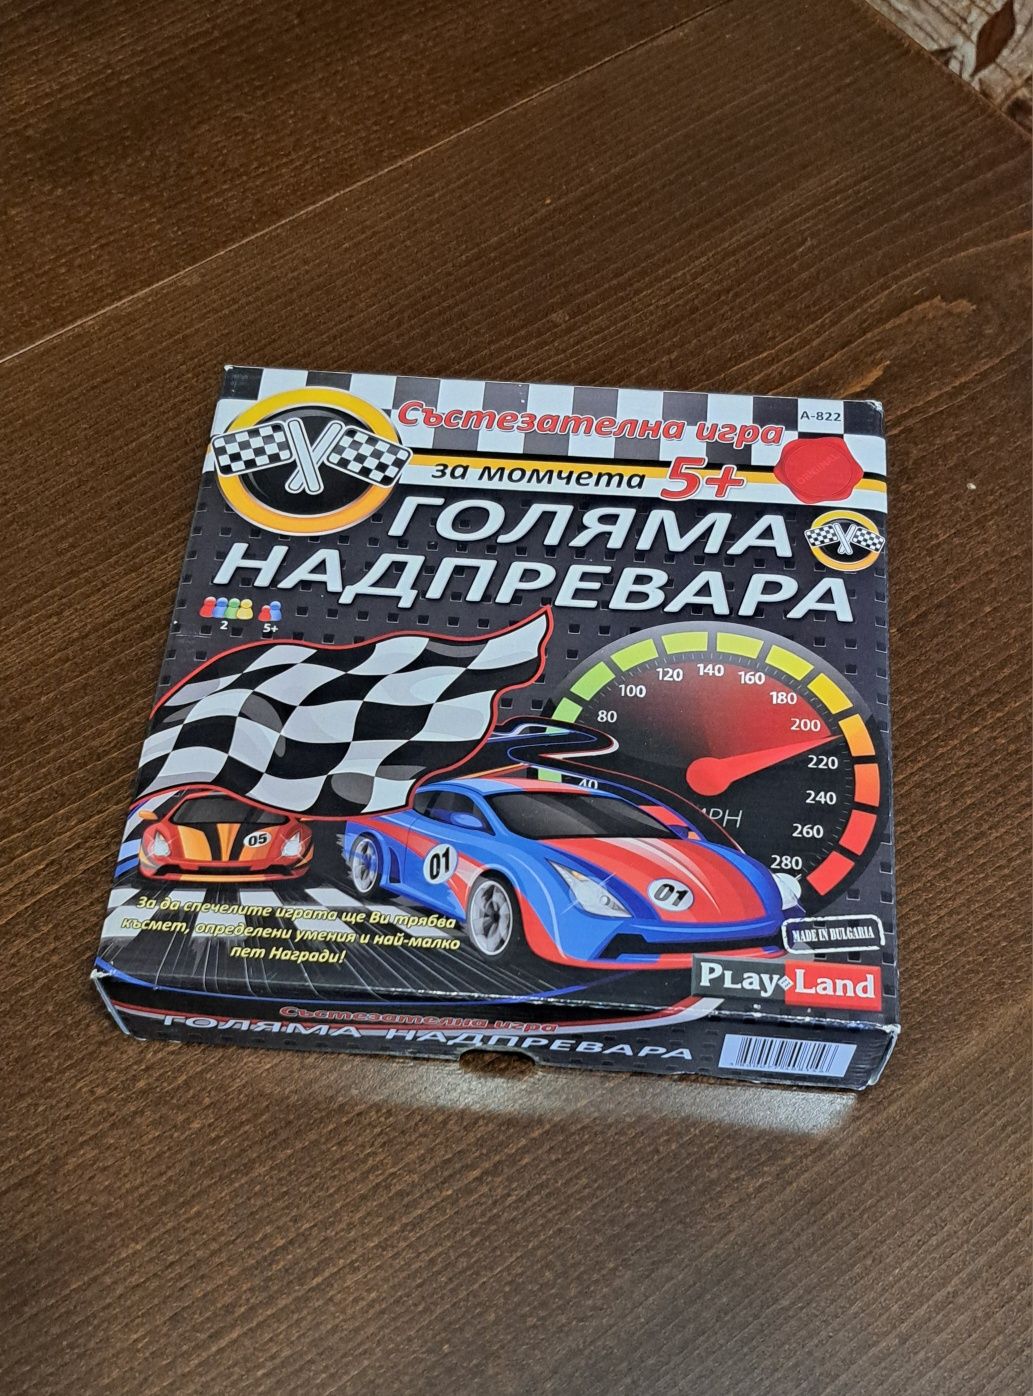 A-822
Състезателна игра
за момчета 5+
ORIGINAL
ГОЛЯМА
НАДПРЕВАРА
2 5+
80 100 120 140 160 180 200 220 240 260 280
40
MPH
05
01
01
За да спечелите играта ще Ви трябва
късмет, определени умения и най-малко
пет Награди!
MADE IN BULGARIA
PLay Land
Състезателна игра
ГОЛЯМА НАДПРЕВАРА